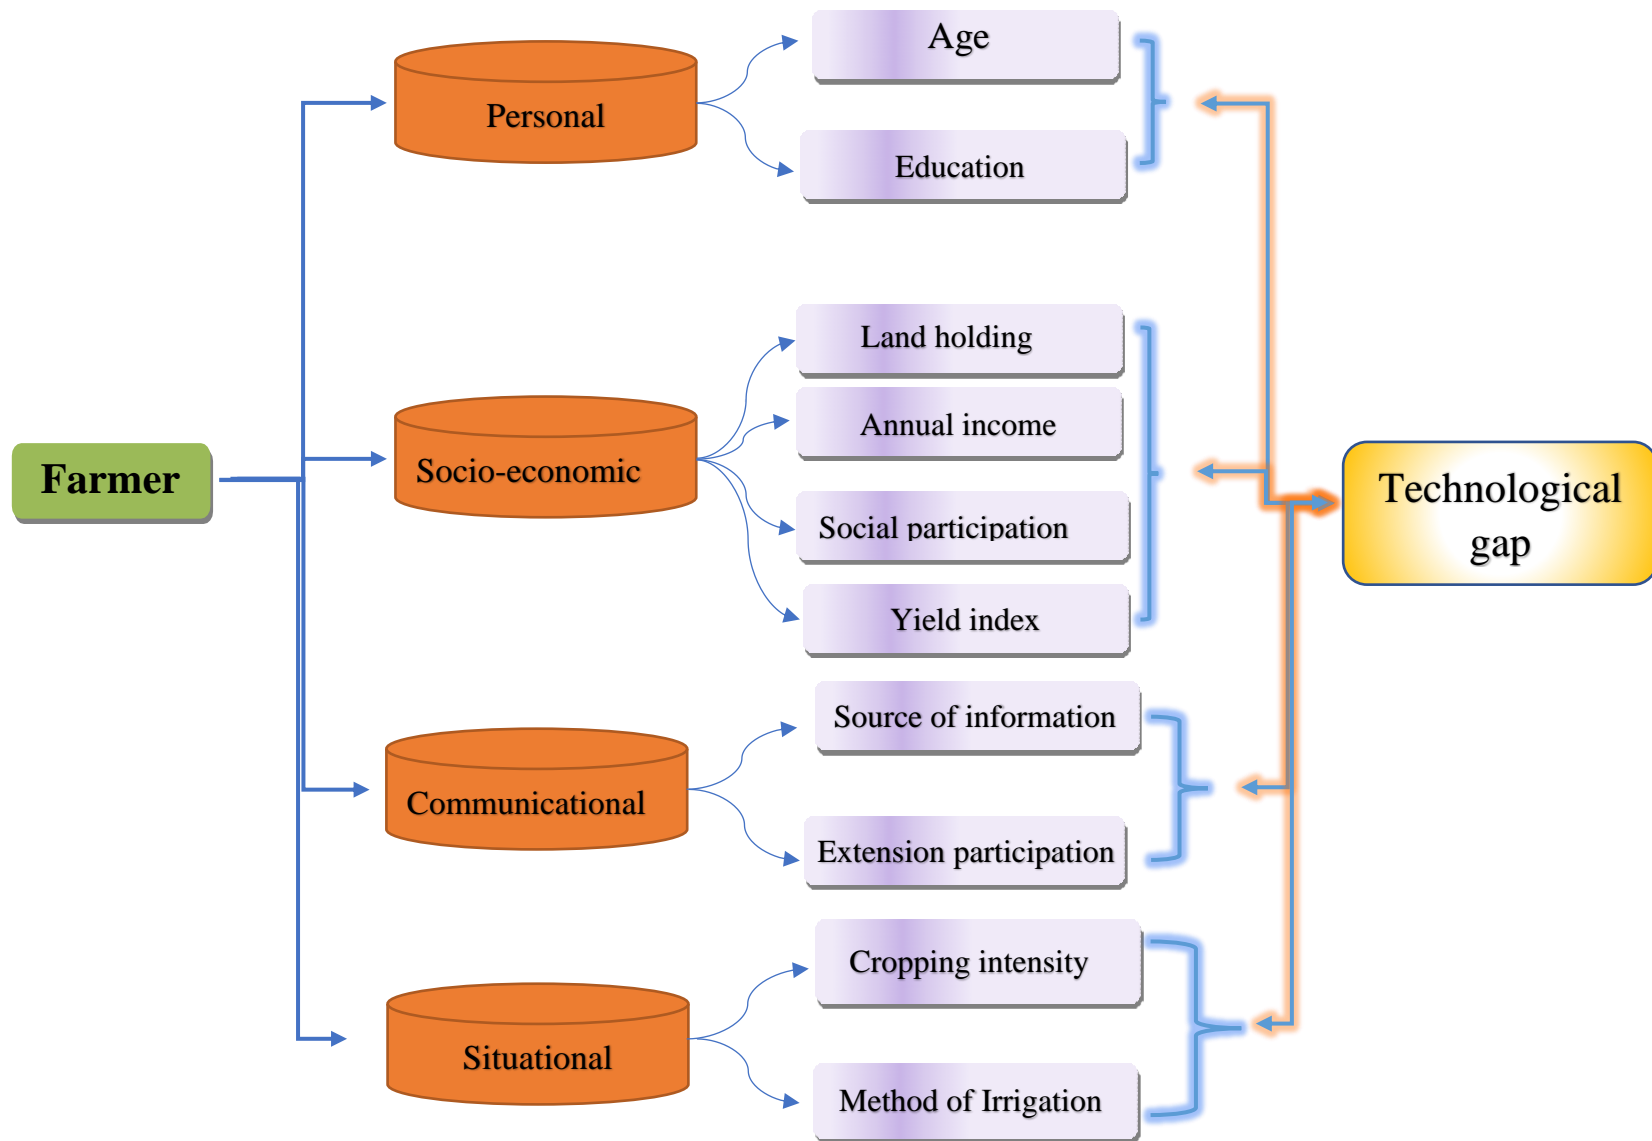 Farmer
Personal
Age
Education
Socio-economic
Land holding
Annual income
Social participation
Yield index
Communicational
Source of information
Extension participation
Situational
Cropping intensity
Method of Irrigation
Technological
gap